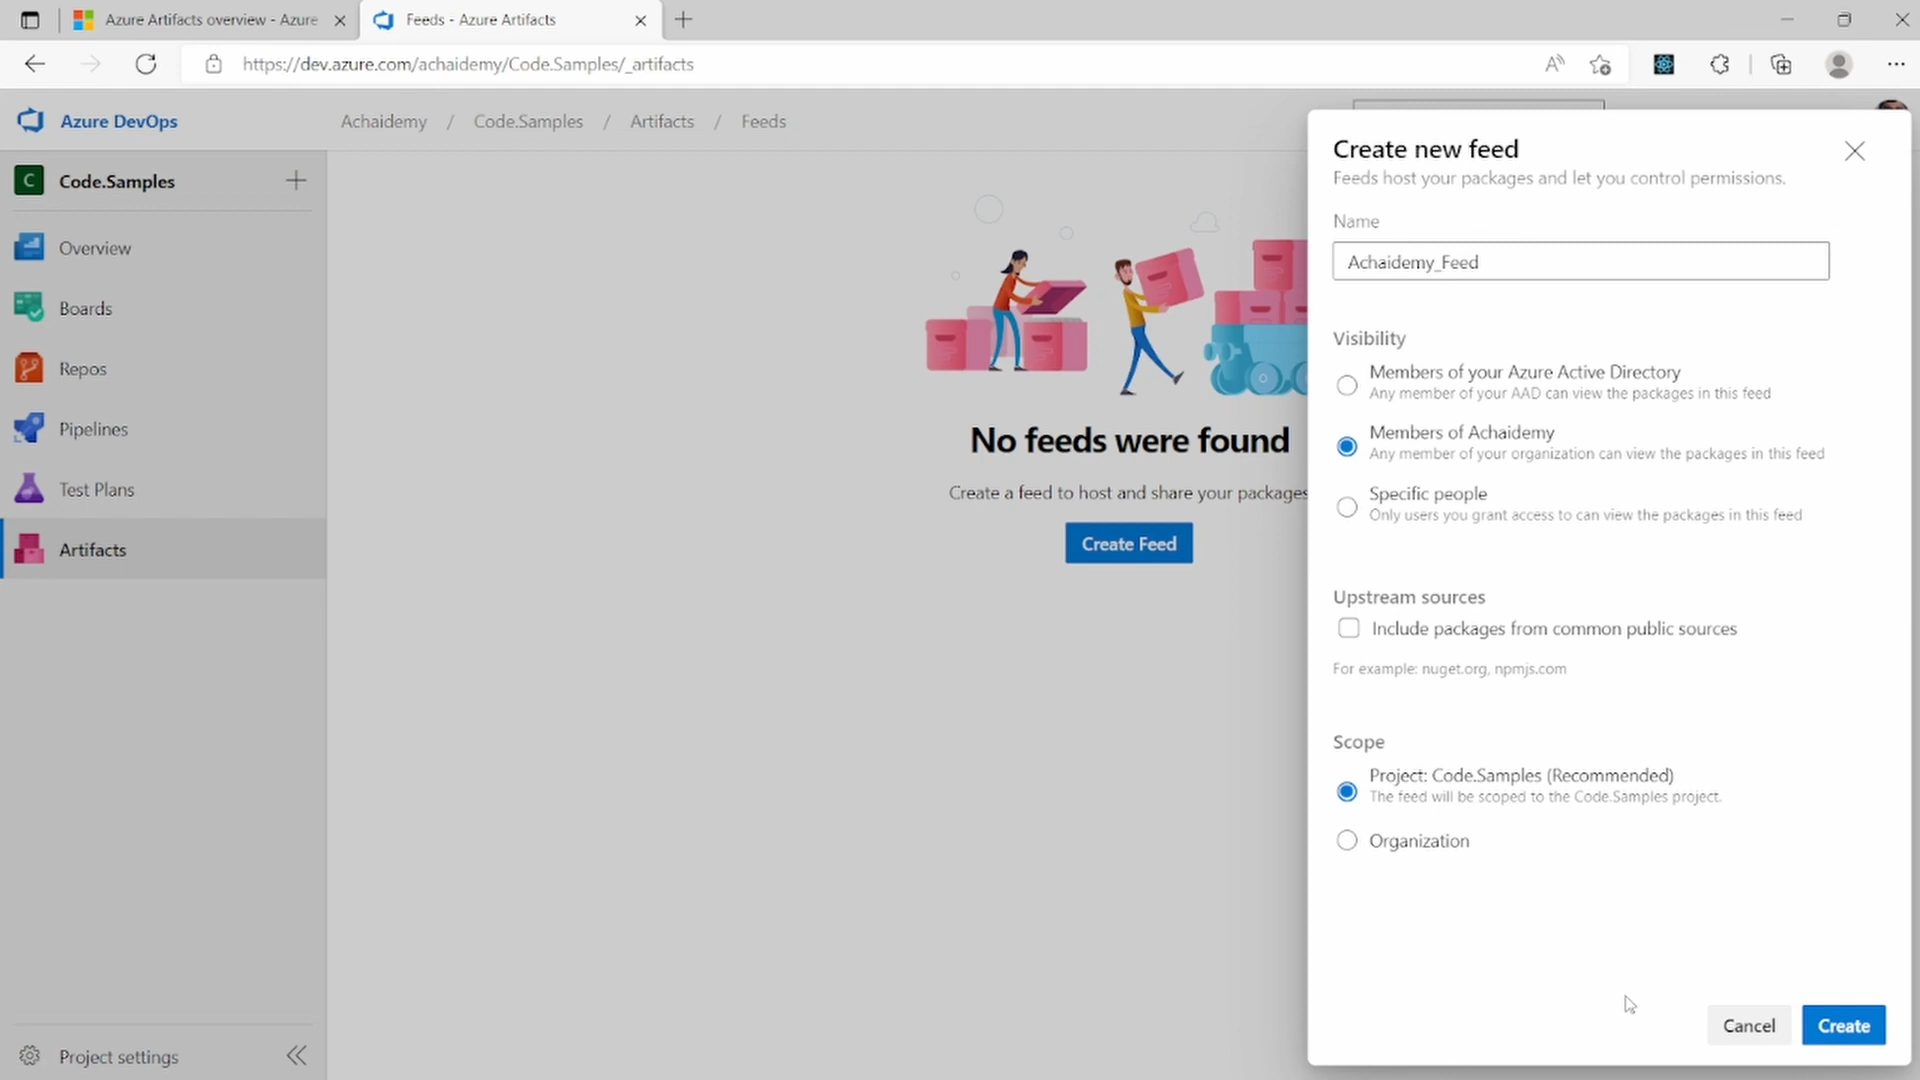 Azure Artifacts overview - Azure
Feeds - Azure Artifacts
https://dev.azure.com/achaidemy/Code.Samples/_artifacts
Azure DevOps
Achaidemy / Code.Samples / Artifacts / Feeds
C Code.Samples
Overview
Boards
Repos
Pipelines
Test Plans
Artifacts
Project settings
No feeds were found
Create a feed to host and share your packages
Create Feed
Create new feed
Feeds host your packages and let you control permissions.
Name
Achaidemy_Feed
Visibility
Members of your Azure Active Directory
Any member of your AAD can view the packages in this feed
Members of Achaidemy
Any member of your organization can view the packages in this feed
Specific people
Only users you grant access to can view the packages in this feed
Upstream sources
Include packages from common public sources
For example: nuget.org, npmjs.com
Scope
Project: Code.Samples (Recommended)
The feed will be scoped to the Code.Samples project.
Organization
Cancel
Create